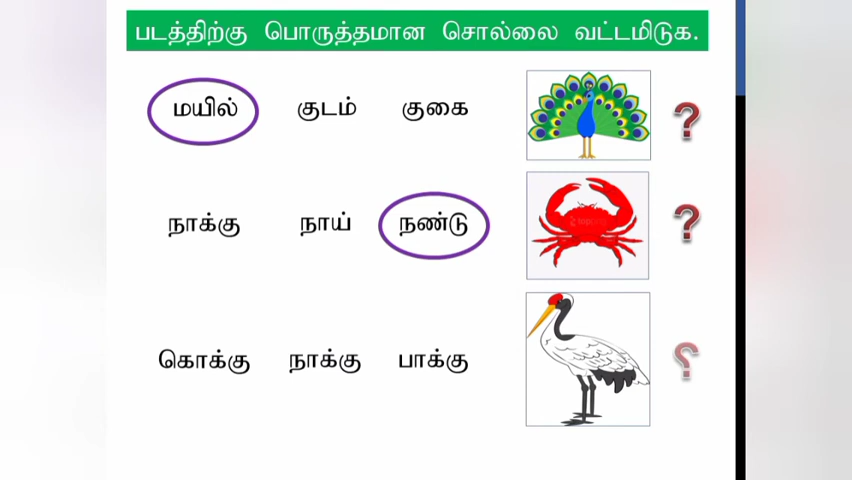 படத்திற்கு பொருத்தமான சொல்லை வட்டமிடுக.
மயில் குடம் குகை ?
நாக்கு நாய் நண்டு ?
கொக்கு நாக்கு பாக்கு ?